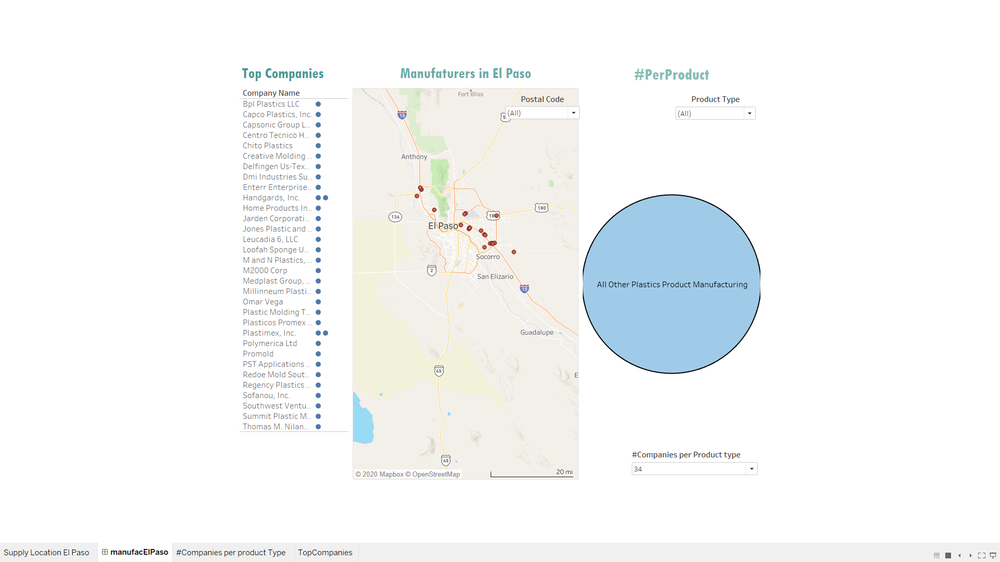 Top Companies
Manufaturers in El Paso
#PerProduct
Company Name
Bpl Plastics LLC
Capco Plastics, Inc.
Capsonic Group L..
Centro Tecnico H..
Chito Plastics
Creative Molding ..
Delfingen Us-Tex..
Dmi Industries Su..
Enterr Enterprise..
Handgards, Inc.
Home Products In..
Jarden Corporati..
Jones Plastic and ..
Leucadia 6, LLC
Loofah Sponge U..
M and N Plastics, ..
M2000 Corp
Medplast Group, ..
Millinneum Plasti..
Omar Vega
Plastic Molding T..
Plasticos Promex ..
Plastimex, Inc.
Polymerica Ltd
Promold
PST Applications ..
Redoe Mold Sout..
Regency Plastics ..
Sofanou, Inc.
Southwest Ventu..
Summit Plastic M..
Thomas M. Nilan..
Fort Bliss
Postal Code
(All)
10
Anthony
180
136
180
El Paso
Socorro
2
San Elizario
10
Guadalupe
45
E
45
20 mi
© 2020 Mapbox © OpenStreetMap
Product Type
(All)
All Other Plastics Product Manufacturing
#Companies per Product type
34
Supply Location El Paso
manufacElPaso
#Companies per product Type
TopCompanies